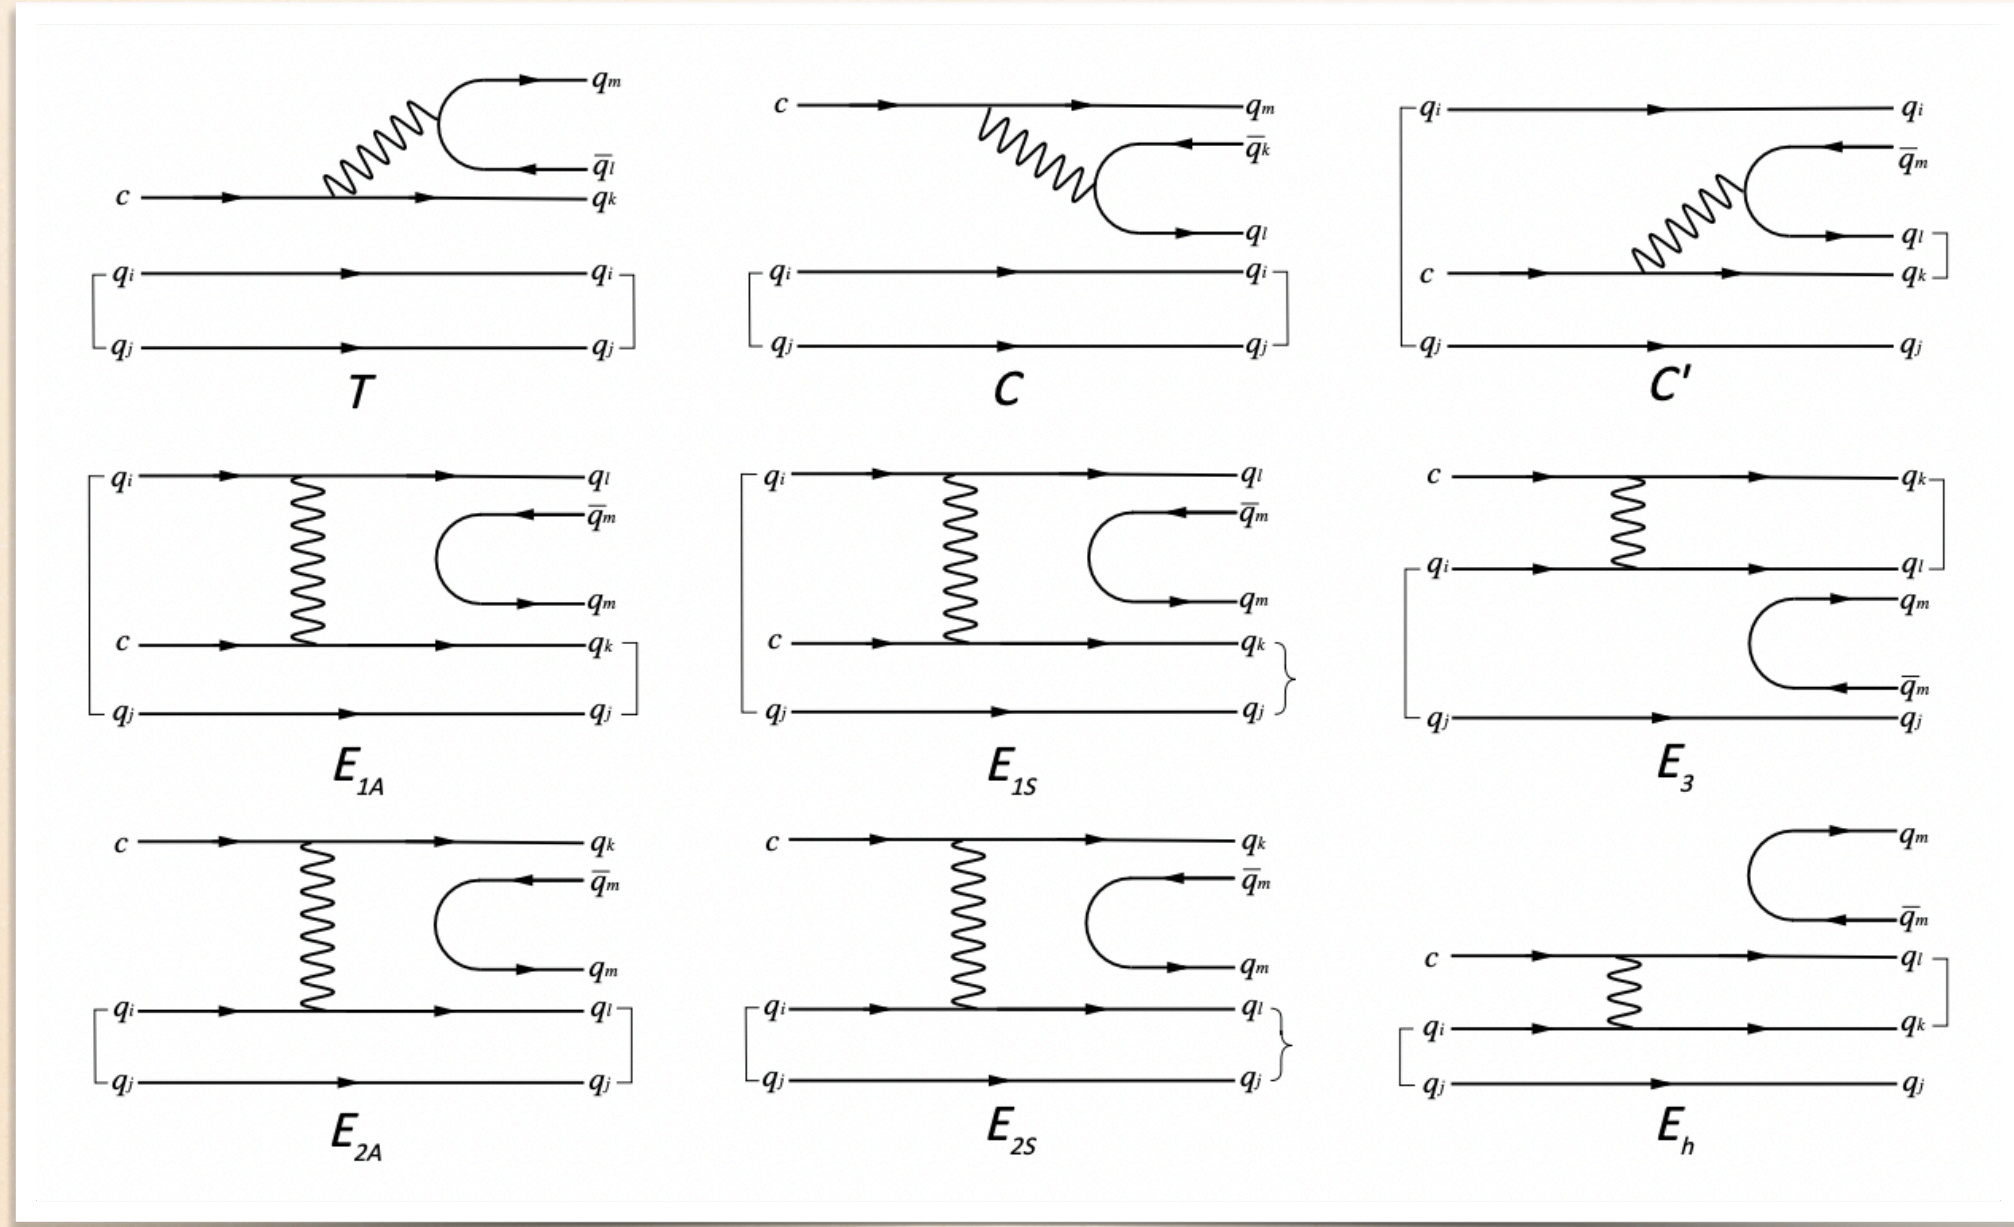 c q_m
q̄_l
q_k
q_i q_i
q_j q_j
T
c q_m
q̄_k
q_l
q_i q_i
q_j q_j
C
q_i q_i
q̄_m
q_l
c q_k
q_j q_j
C'
q_i q_l
q̄_m
q_m
c q_k
q_j q_j
E_1A
q_i q_l
q̄_m
q_m
c q_k
q_j q_j
E_1S
c q_k
q_i q_l
q_m
q̄_m
q_j q_j
E_3
c q_k
q̄_m
q_m
q_i q_l
q_j q_j
E_2A
c q_k
q̄_m
q_m
q_i q_l
q_j q_j
E_2S
q_m
q̄_m
c q_l
q_i q_k
q_j q_j
E_h